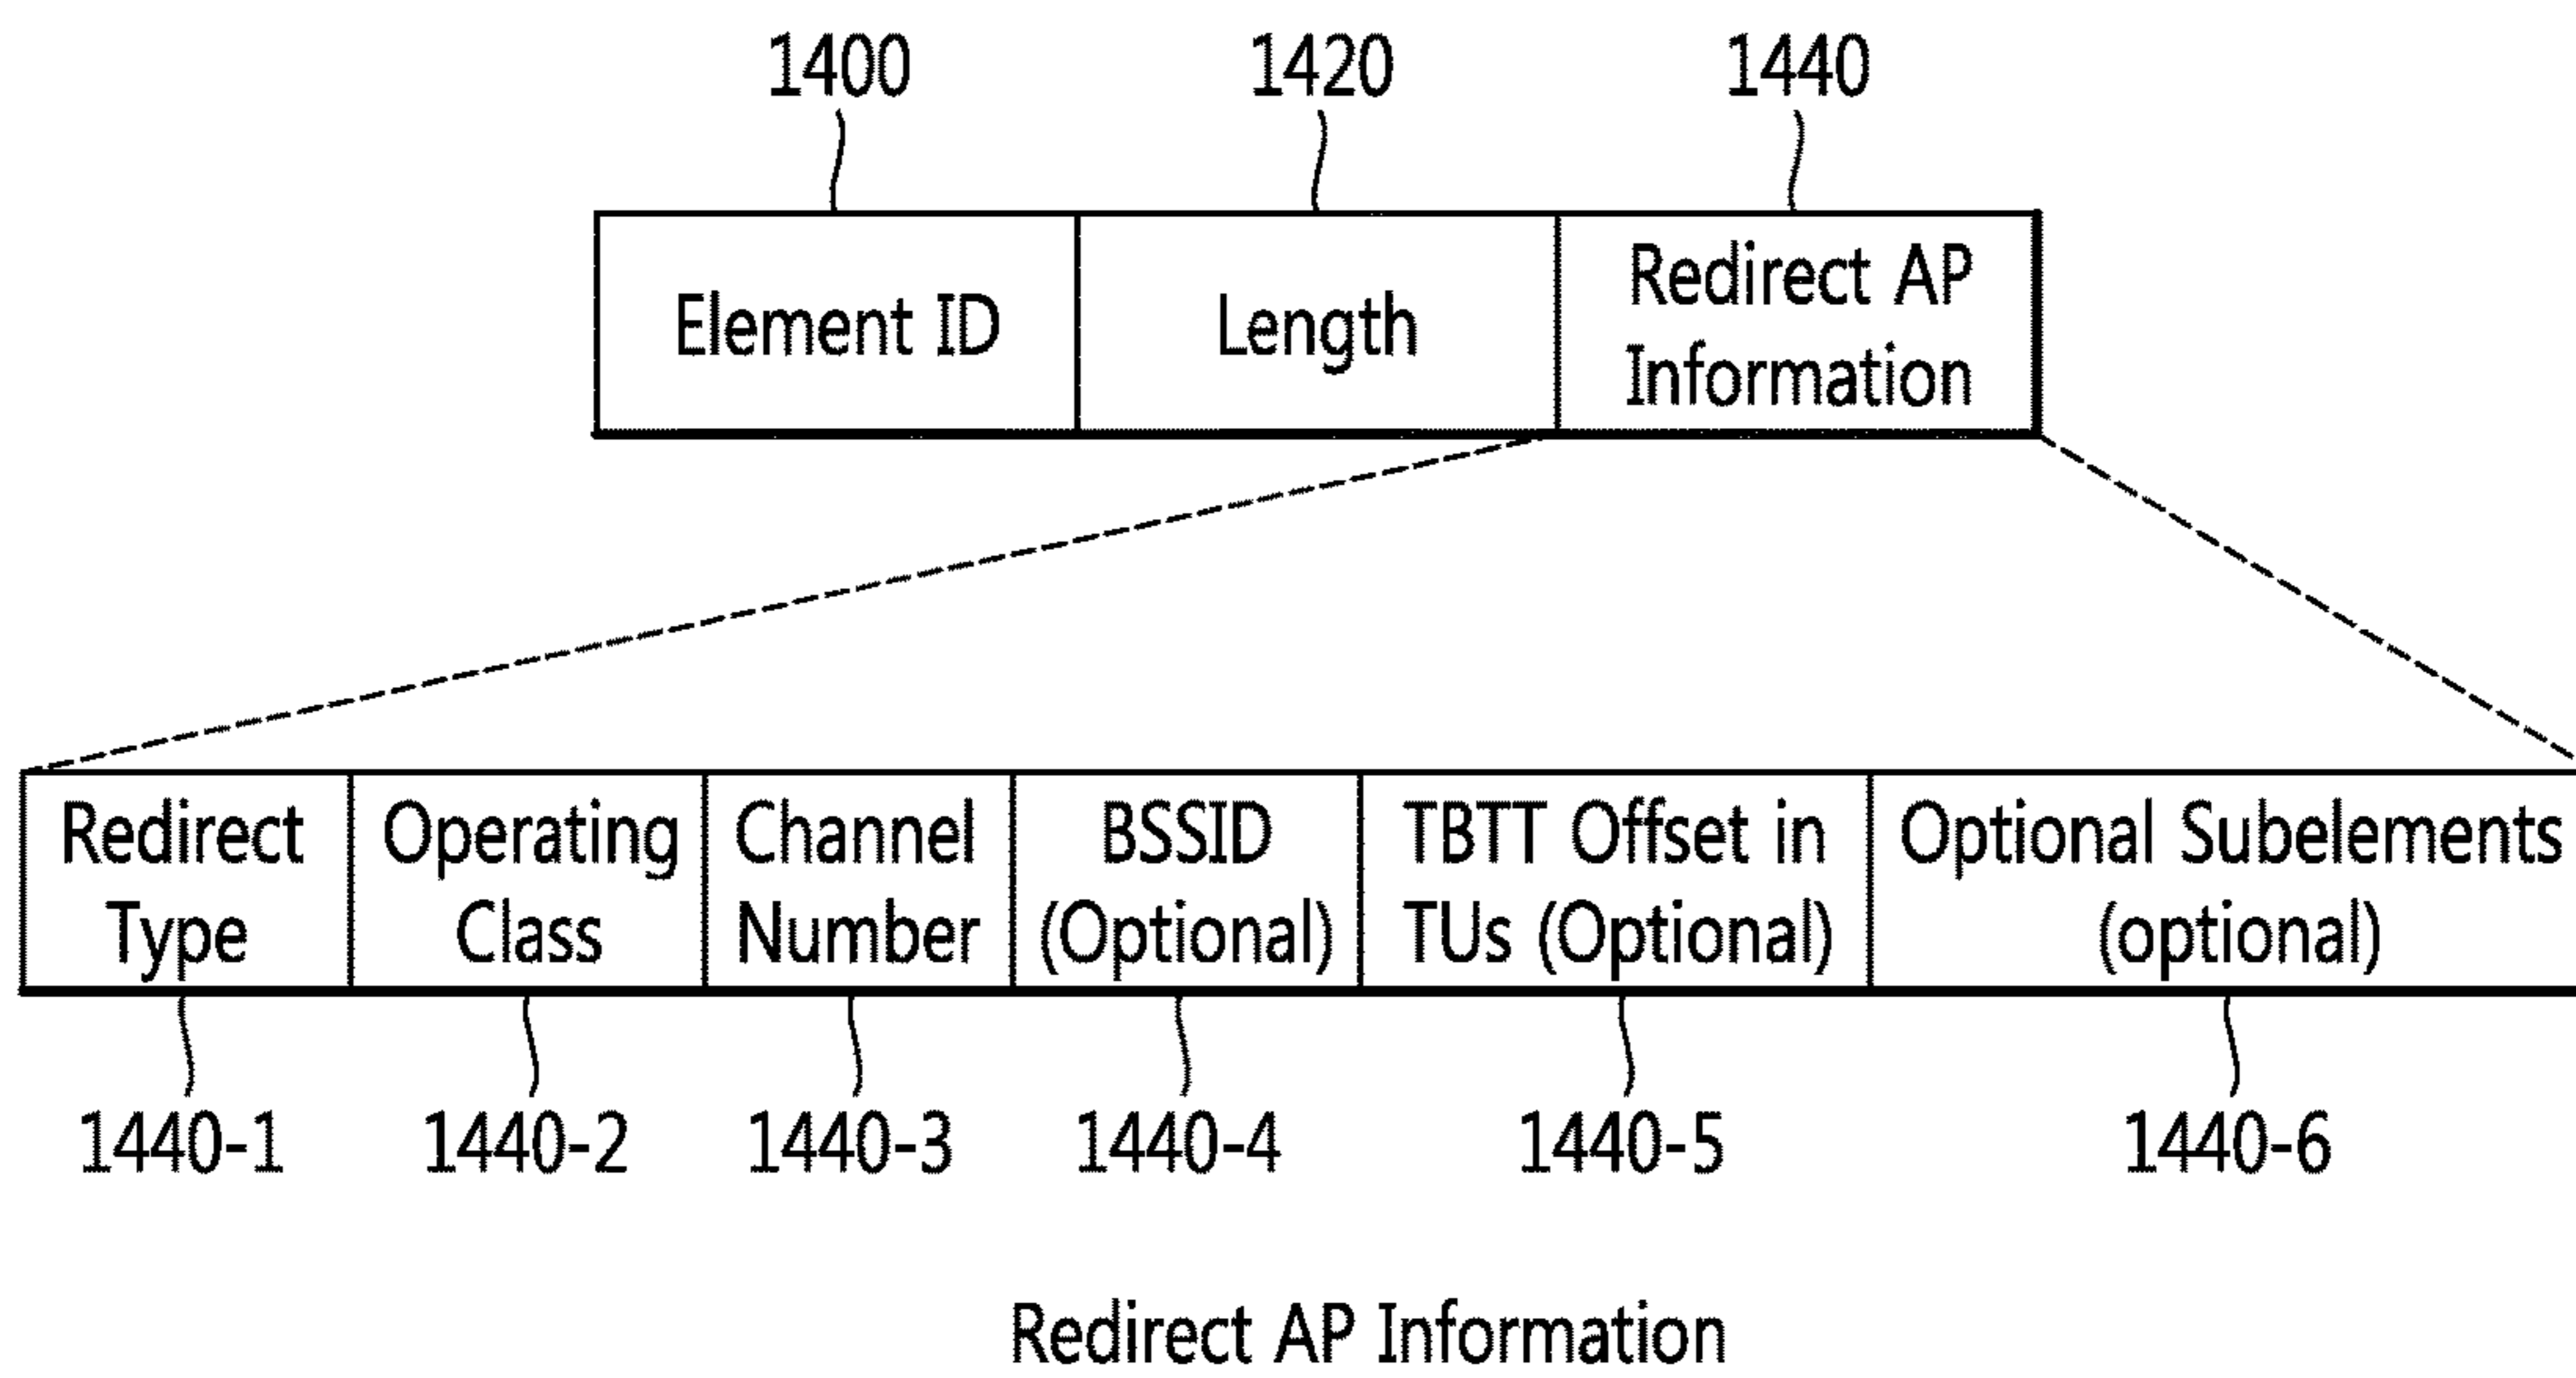 1400 1420 1440
Element ID Length Redirect AP
Information
Redirect Operating Channel BSSID TBTT Offset in Optional Subelements
Type Class Number (Optional) TUs (Optional) (optional)
1440-1 1440-2 1440-3 1440-4 1440-5 1440-6
Redirect AP Information